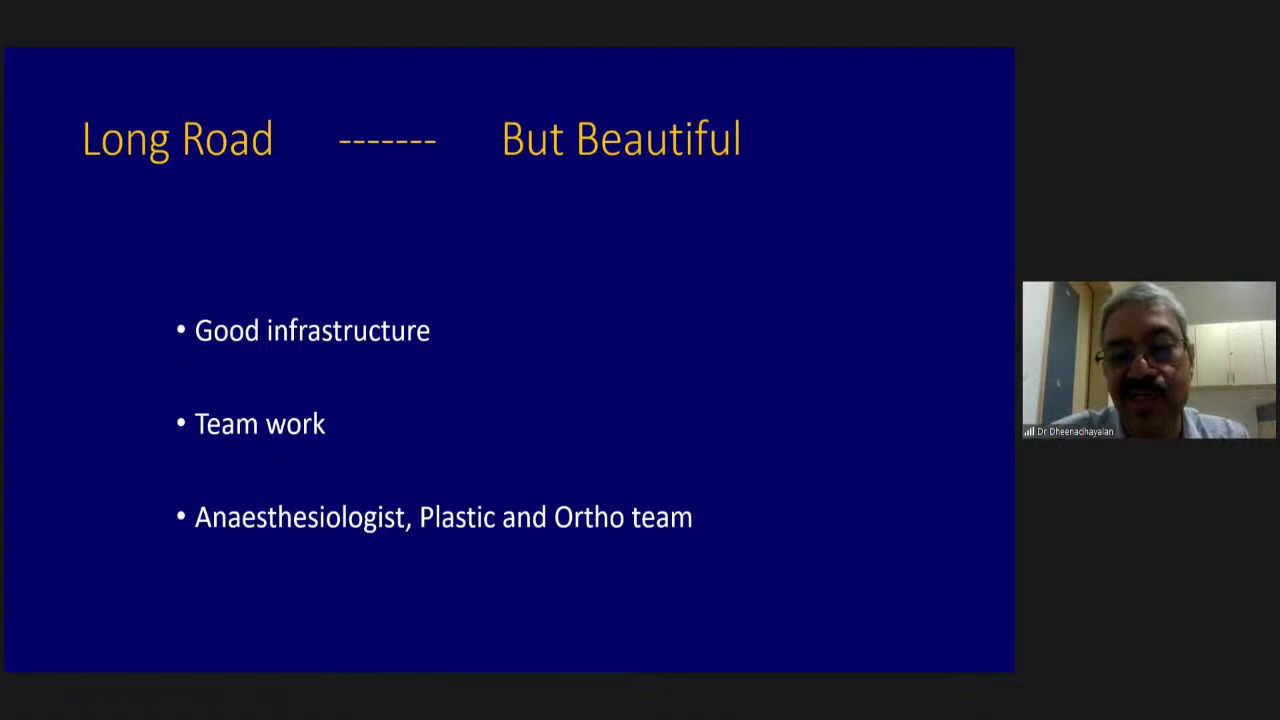 Long Road ------- But Beautiful
• Good infrastructure
• Team work
• Anaesthesiologist, Plastic and Ortho team
Dr Dheenadhayalan